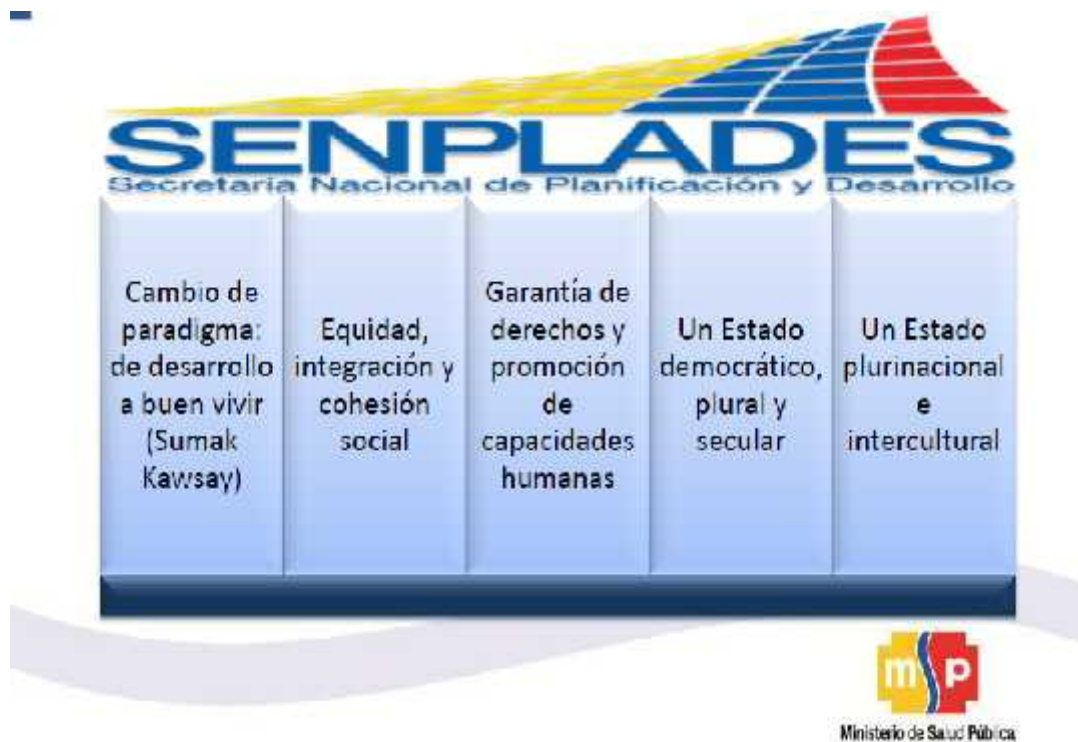 SENPLADES
Secretaría Nacional de Planificación y Desarrollo
Cambio de
paradigma:
de desarrollo
a buen vivir
(Sumak
Kawsay)
Equidad,
integración y
cohesión
social
Garantía de
derechos y
promoción
de
capacidades
humanas
Un Estado
democrático,
plural y
secular
Un Estado
plurinacional
e
intercultural
msp
Ministerio de Salud Pública